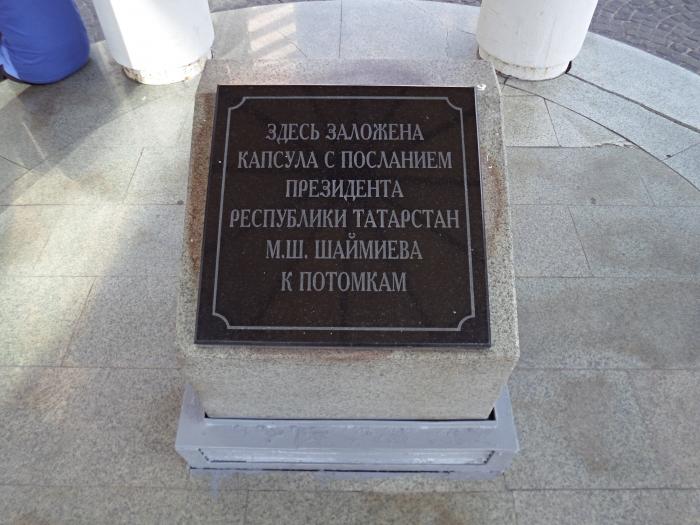 ЗДЕСЬ ЗАЛОЖЕНА
КАПСУЛА С ПОСЛАНИЕМ
ПРЕЗИДЕНТА
РЕСПУБЛИКИ ТАТАРСТАН
М.Ш. ШАЙМИЕВА
К ПОТОМКАМ